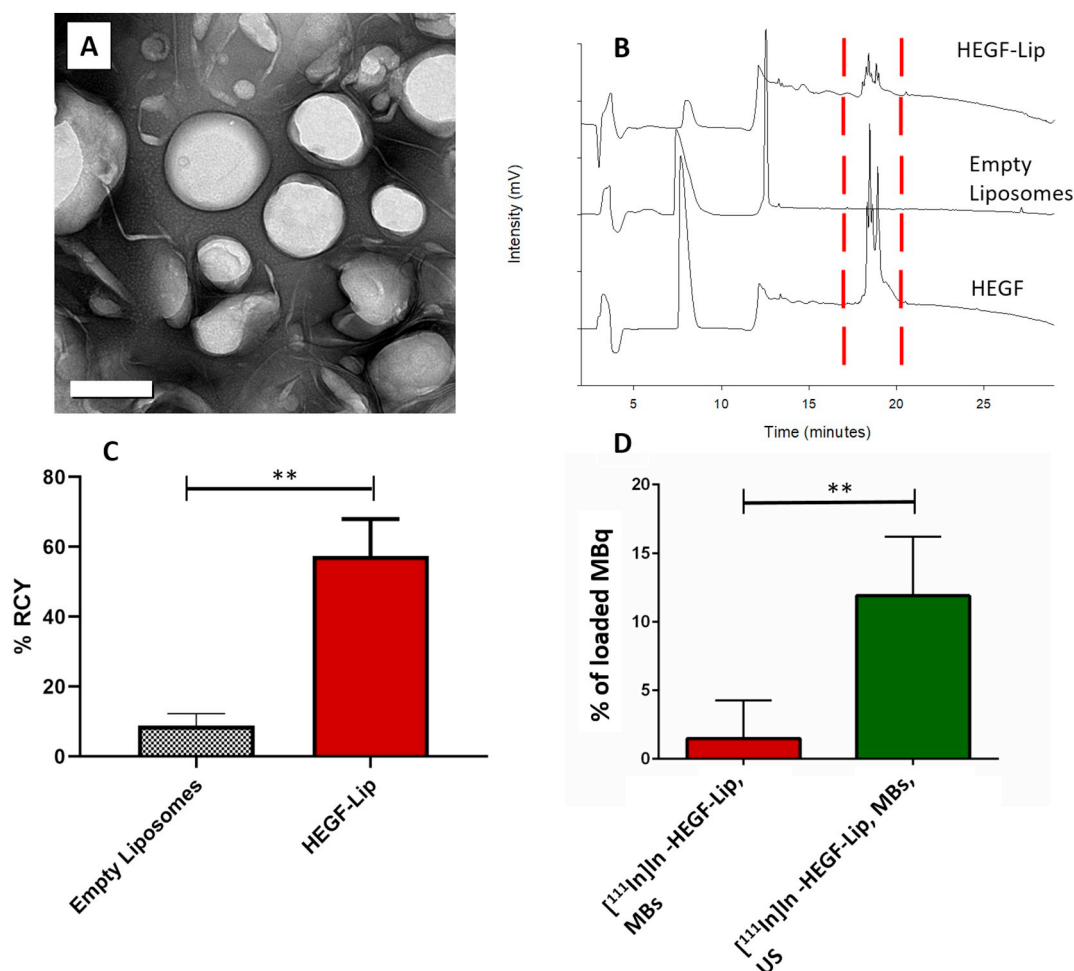 A
B
HEGF-Lip
Empty
Liposomes
HEGF
Intensity (mV)
5
10
15
20
25
Time (minutes)
C
80
60
40
20
0
% RCY
**
Empty Liposomes
HEGF-Lip
D
20
15
10
5
0
% of loaded MBq
**
[¹¹¹In]In -HEGF-Lip,
MBs
[¹¹¹In]In -HEGF-Lip, MBs,
US